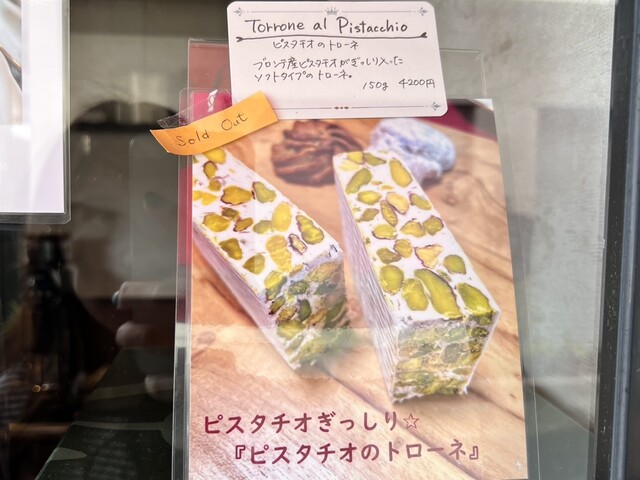 Torrone al Pistacchio
ピスタチオのトローネ
ブロンテ産ピスタチオがぎっしり入った
ソフトタイプのトローネ。
150g 4200円
Sold Out
ピスタチオぎっしり☆
『ピスタチオのトローネ』